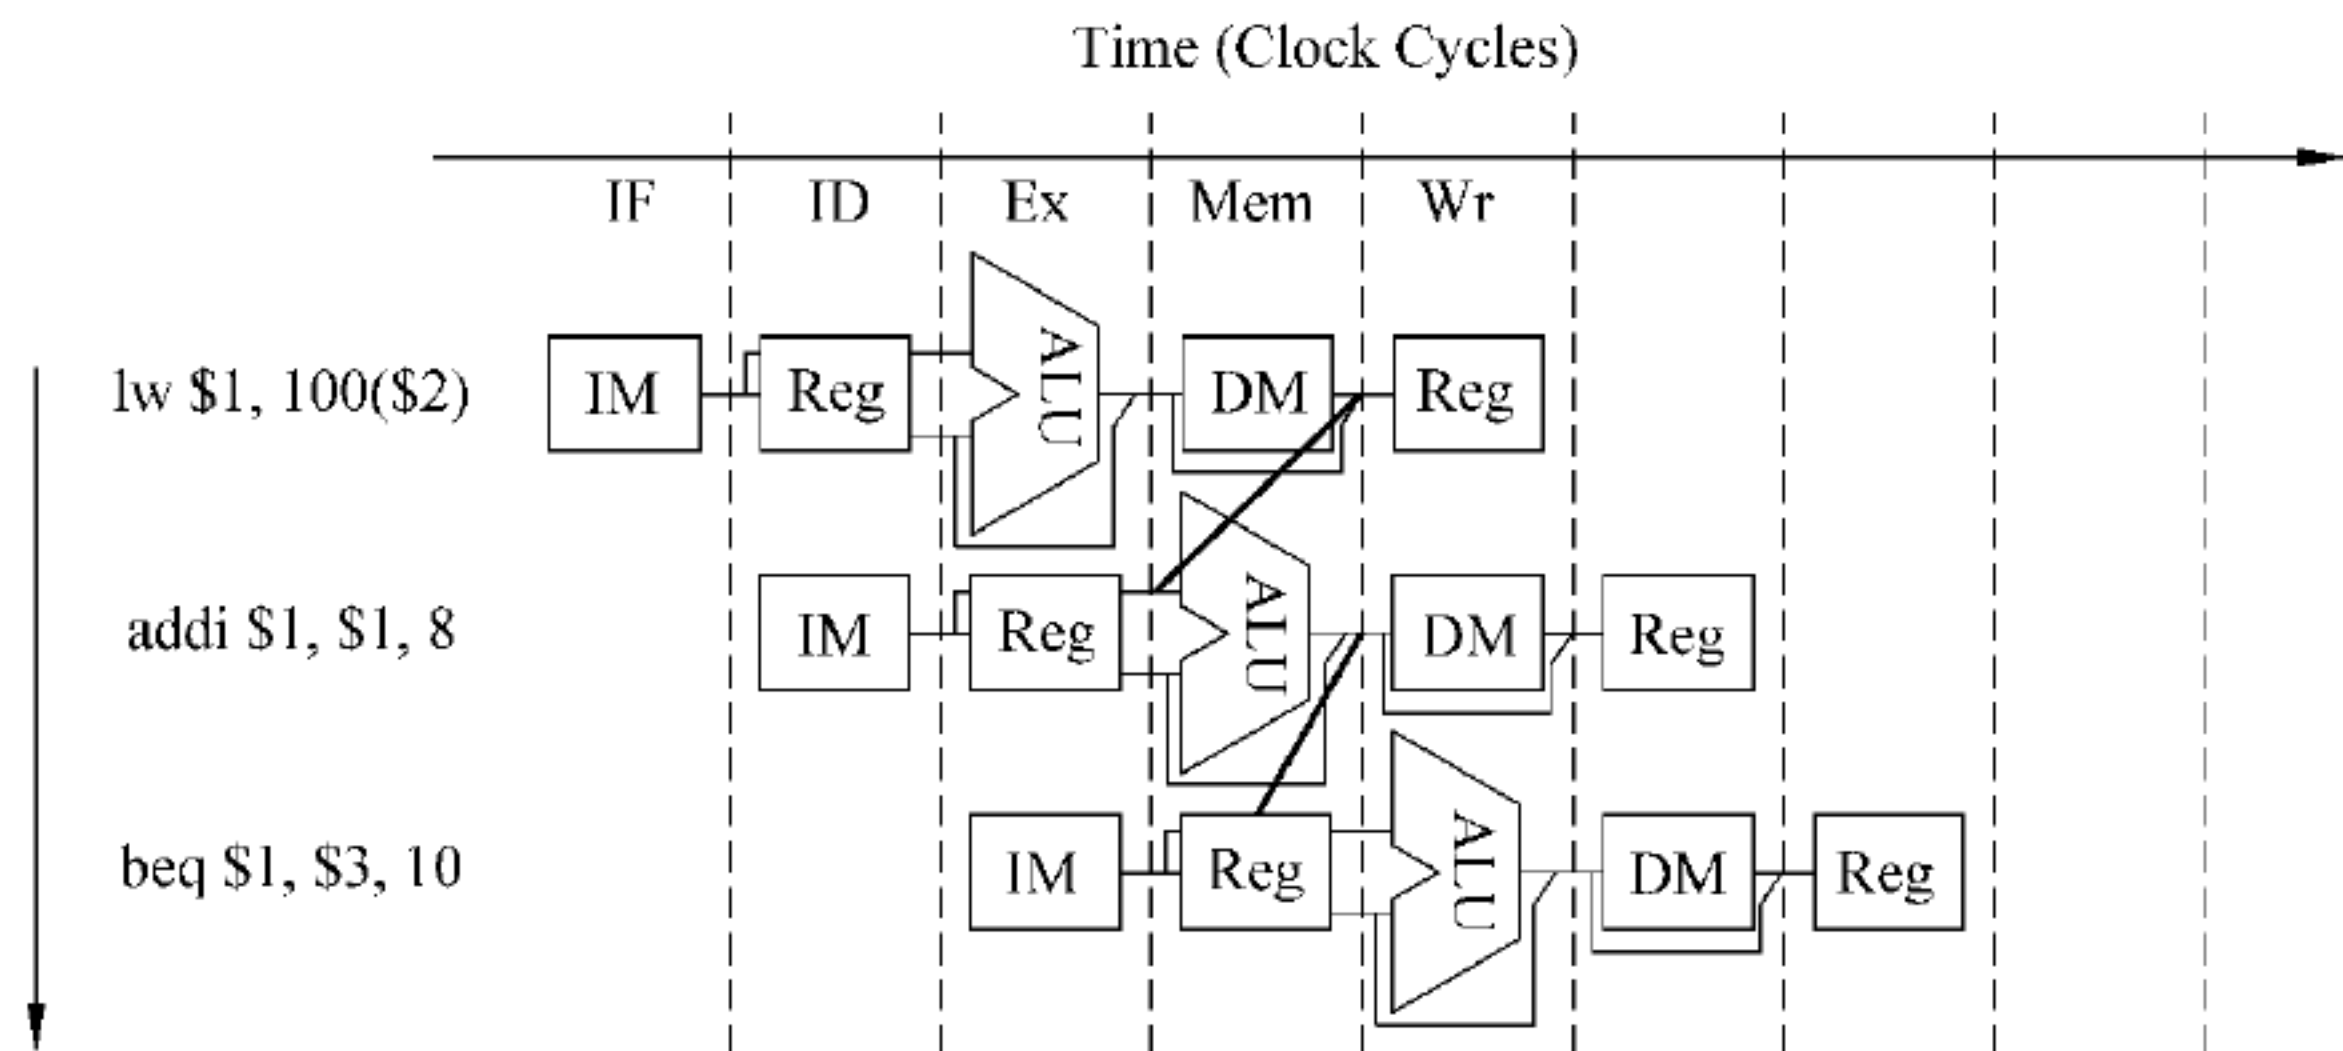 Time (Clock Cycles)
IF ID Ex Mem Wr
lw $1, 100($2) IM Reg ALU DM Reg
addi $1, $1, 8 IM Reg ALU DM Reg
beq $1, $3, 10 IM Reg ALU DM Reg